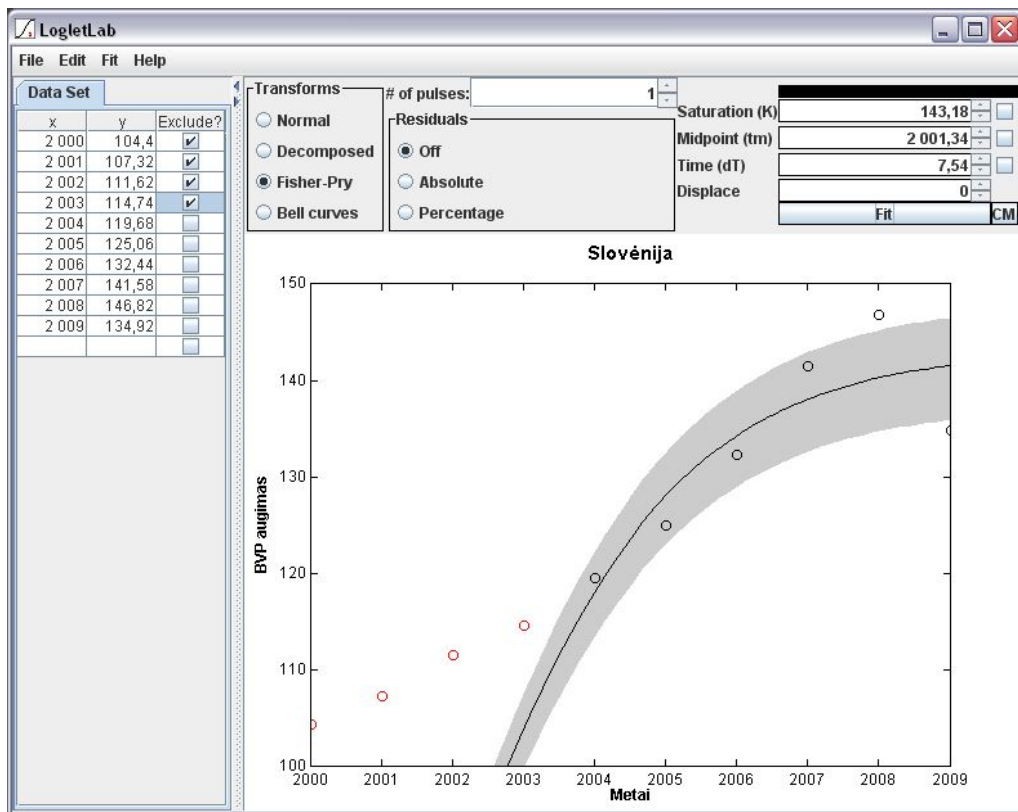 LogletLab
File Edit Fit Help
Data Set
x y Exclude?
2 000 104,4
2 001 107,32
2 002 111,62
2 003 114,74
2 004 119,68
2 005 125,06
2 006 132,44
2 007 141,58
2 008 146,82
2 009 134,92
Transforms
Normal
Decomposed
Fisher-Pry
Bell curves
# of pulses: 1
Residuals
Off
Absolute
Percentage
Saturation (K) 143,18
Midpoint (tm) 2 001,34
Time (dT) 7,54
Displace 0
Fit CM
Slovėnija
150
140
130
120
110
100
BVP augimas
2000 2001 2002 2003 2004 2005 2006 2007 2008 2009
Metai